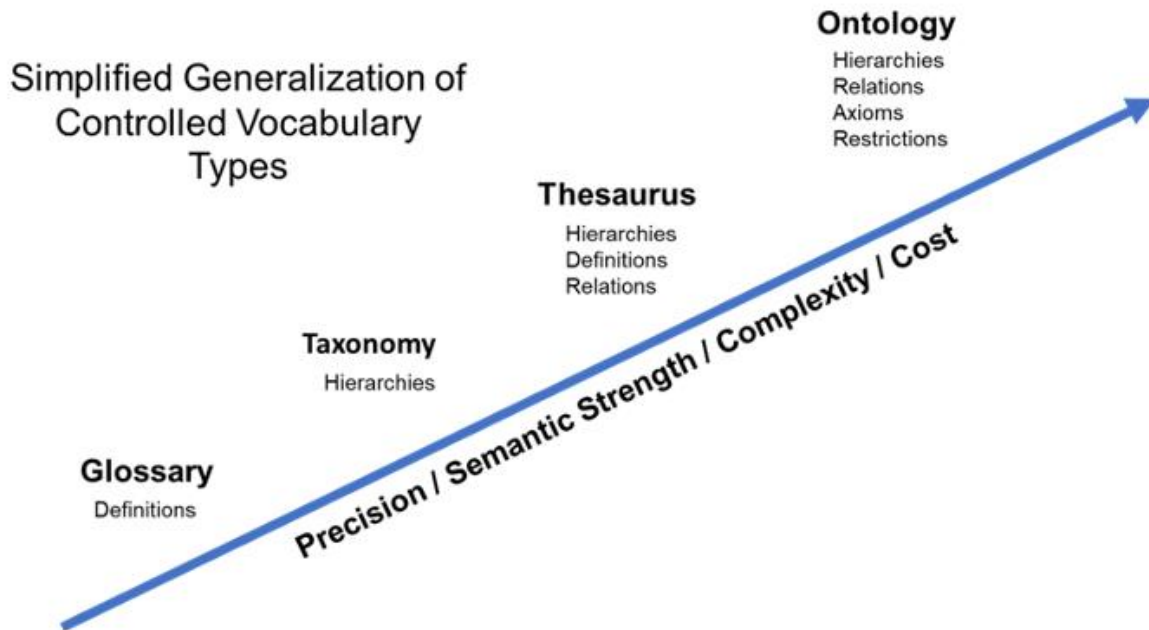 Simplified Generalization of
Controlled Vocabulary
Types
Ontology
Hierarchies
Relations
Axioms
Restrictions
Thesaurus
Hierarchies
Definitions
Relations
Taxonomy
Hierarchies
Glossary
Definitions
Precision / Semantic Strength / Complexity / Cost